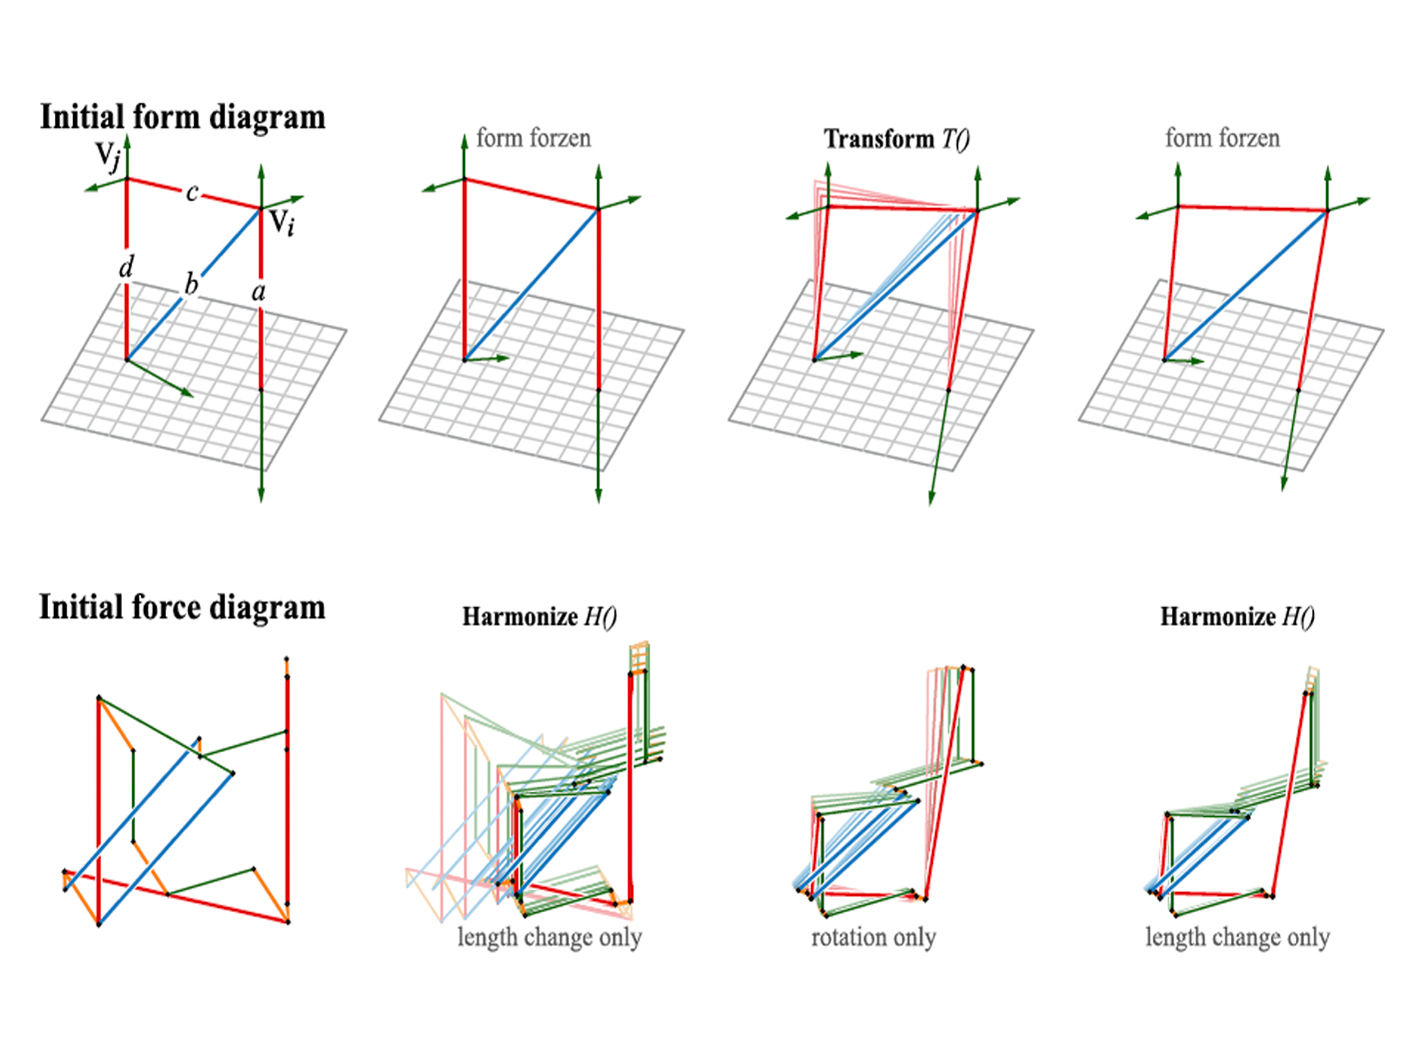 Initial form diagram
form forzen
Transform T()
form forzen
Vj
c
Vi
d
b
a
Initial force diagram
Harmonize H()
Harmonize H()
length change only
rotation only
length change only